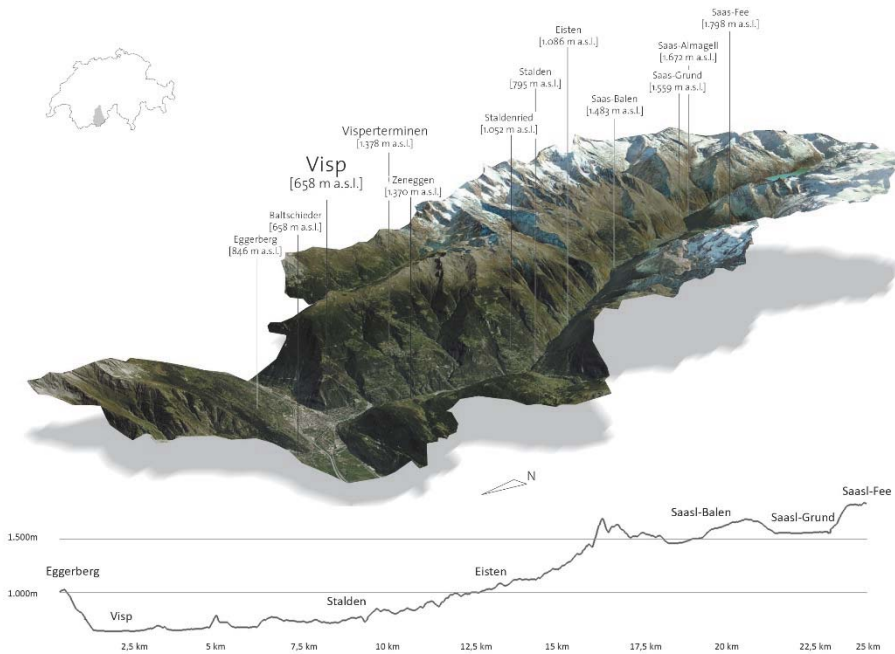 Saas-Fee
[1.798 m a.s.l.]
Eisten
[1.086 m a.s.l.]
Saas-Almagell
[1.672 m a.s.l.]
Saas-Grund
[1.559 m a.s.l.]
Stalden
[795 m a.s.l.]
Saas-Balen
[1.483 m a.s.l.]
Staldenried
[1.052 m a.s.l.]
Visperterminen
[1.378 m a.s.l.]
Visp
[658 m a.s.l.]
Zeneggen
[1.370 m a.s.l.]
Baltschieder
[658 m a.s.l.]
Eggerberg
[846 m a.s.l.]
N
Saasl-Fee
Saasl-Balen
Saasl-Grund
1.500m
Eggerberg
Eisten
1.000m
Stalden
Visp
2,5 km 5 km 7,5 km 10 km 12,5 km 15 km 17,5 km 20 km 22,5 km 25 km